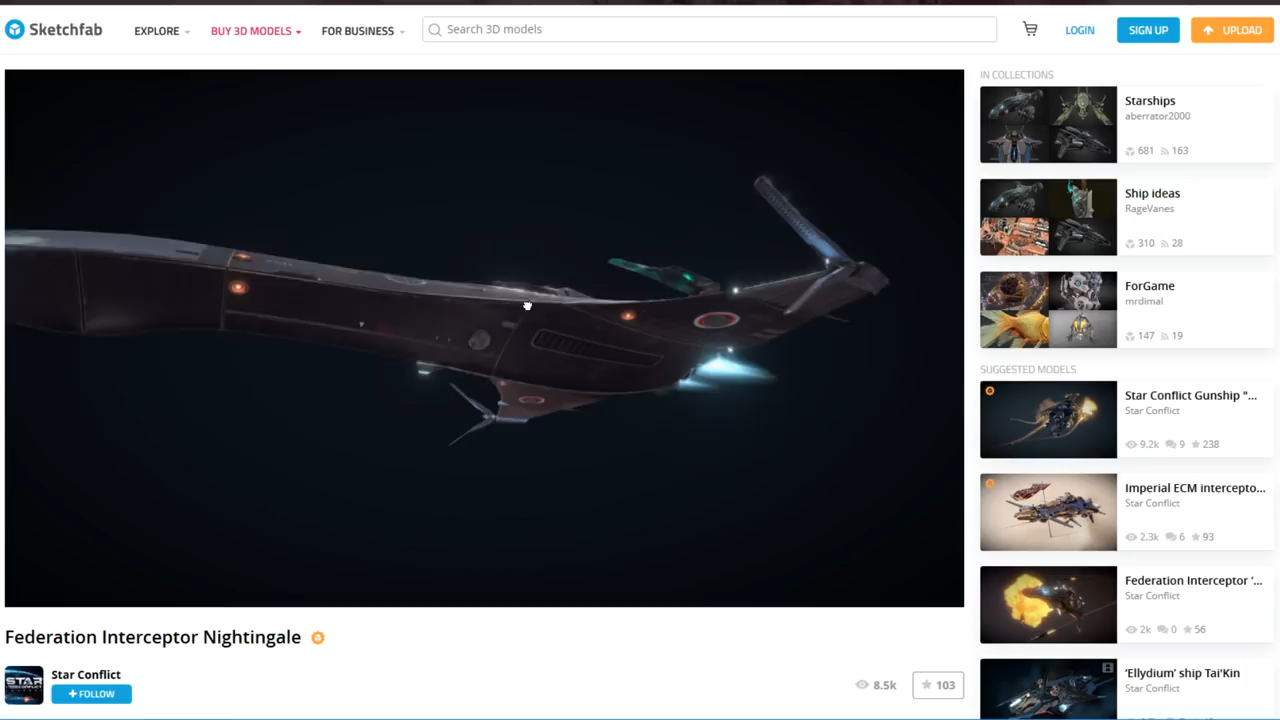 Sketchfab
EXPLORE
BUY 3D MODELS
FOR BUSINESS
Search 3D models
LOGIN
SIGN UP
UPLOAD
IN COLLECTIONS
Starships
aberrator2000
681 163
Ship ideas
RageVanes
310 28
ForGame
mrdimal
147 19
SUGGESTED MODELS
Star Conflict Gunship "...
Star Conflict
9.2k 9 238
Imperial ECM intercepto...
Star Conflict
2.3k 6 93
Federation Interceptor ‘...
Star Conflict
2k 0 56
‘Ellydium’ ship Tai'Kin
Star Conflict
Federation Interceptor Nightingale
STAR
CONFLICT
Star Conflict
+ FOLLOW
8.5k
103